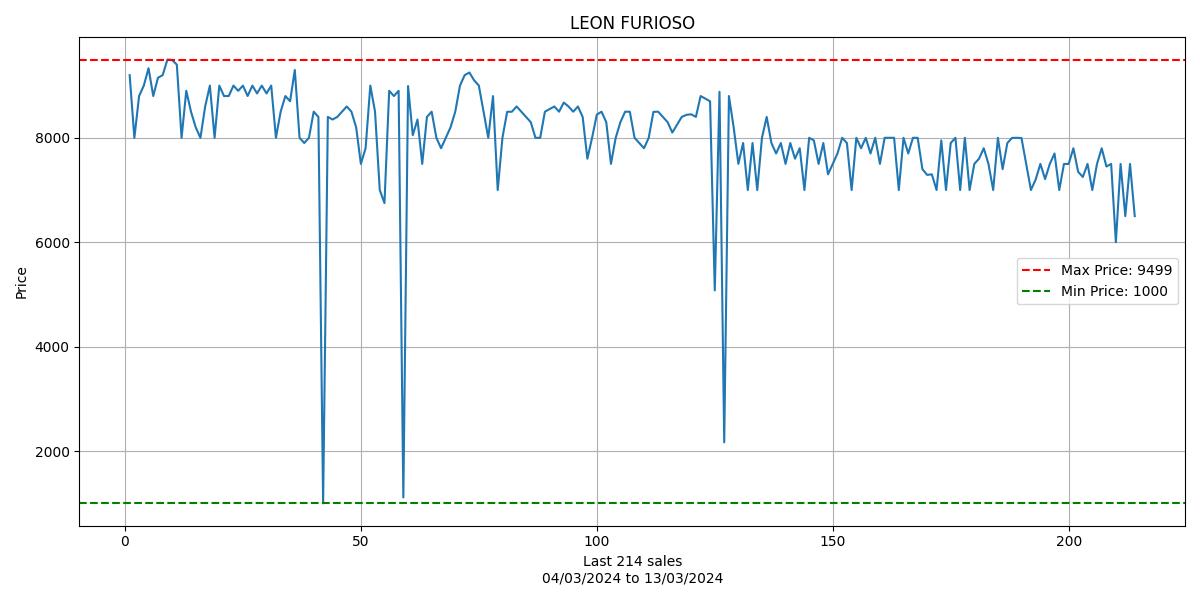 LEON FURIOSO
8000
6000
4000
2000
Price
Max Price: 9499
Min Price: 1000
0
50
100
150
200
Last 214 sales
04/03/2024 to 13/03/2024